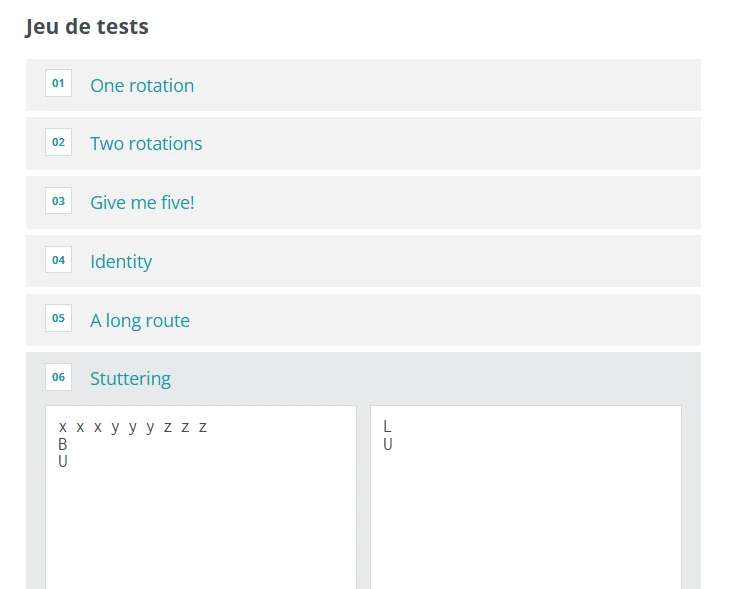 Jeu de tests
01 One rotation
02 Two rotations
03 Give me five!
04 Identity
05 A long route
06 Stuttering
x x x y y y z z z
B
U
L
U